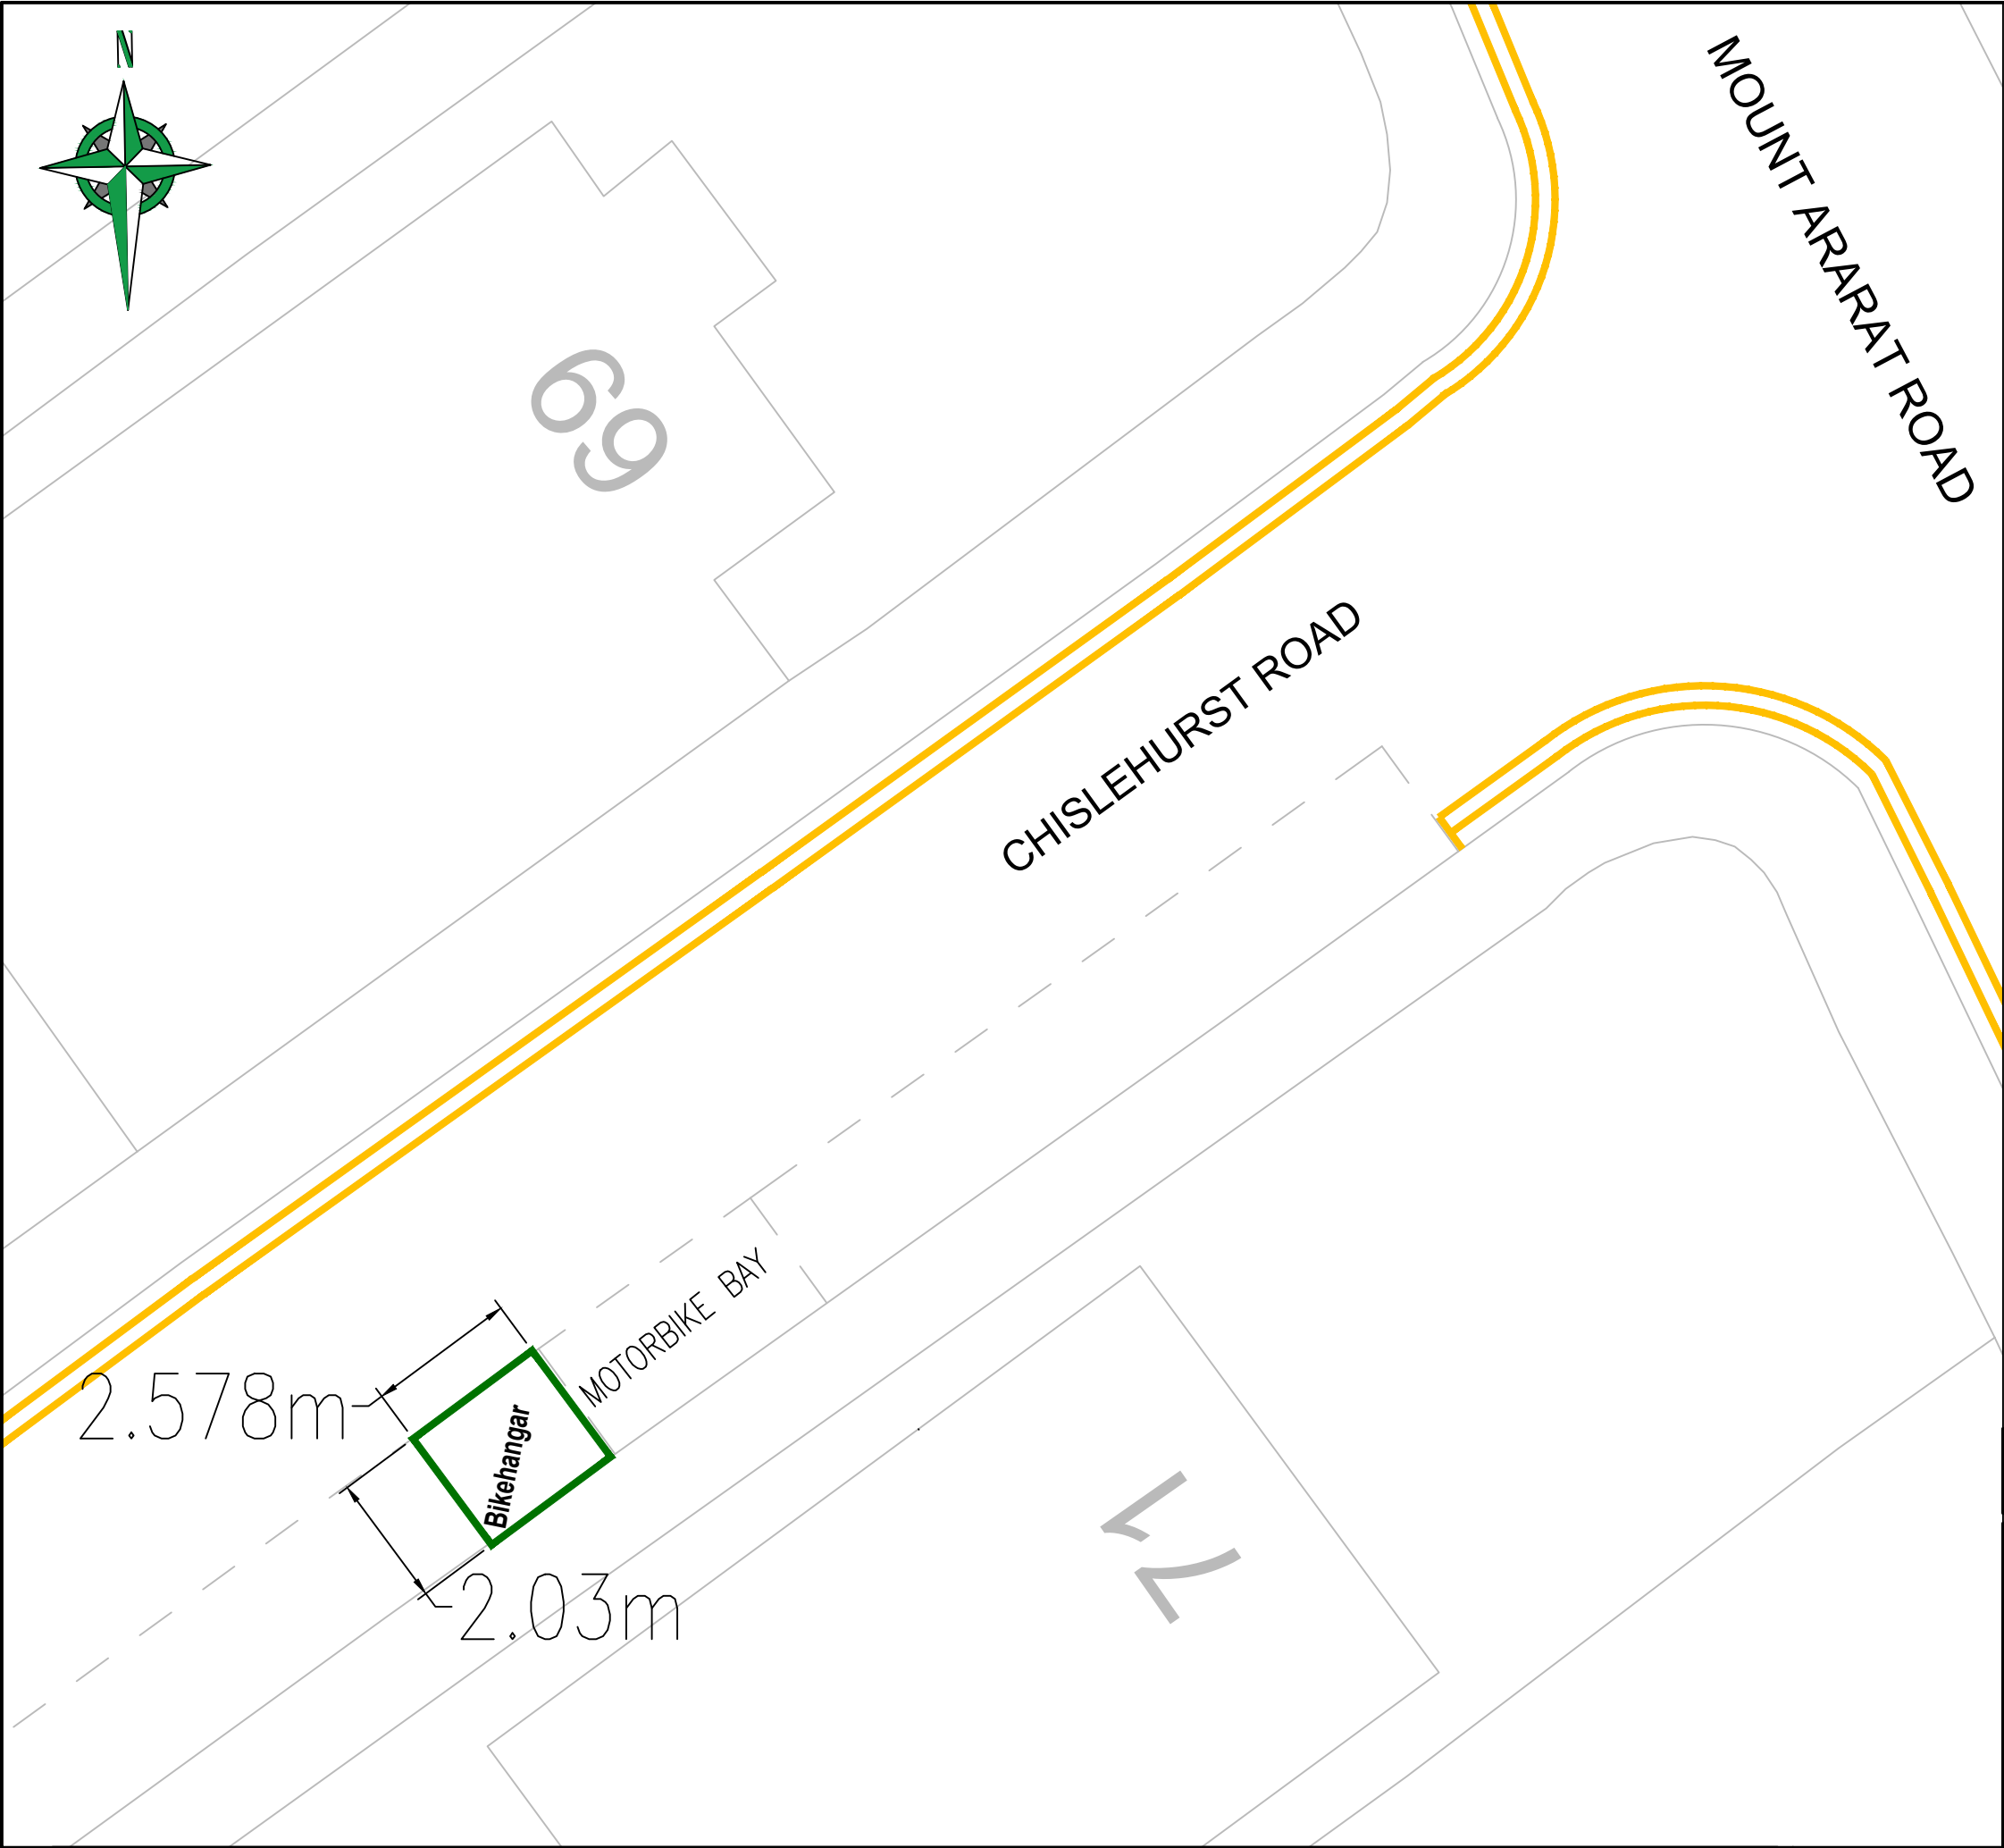 N
MOUNT ARARAT ROAD
69
CHISLEHURST ROAD
MOTORBIKE BAY
2.578m
Bikehangar
71
2.03m